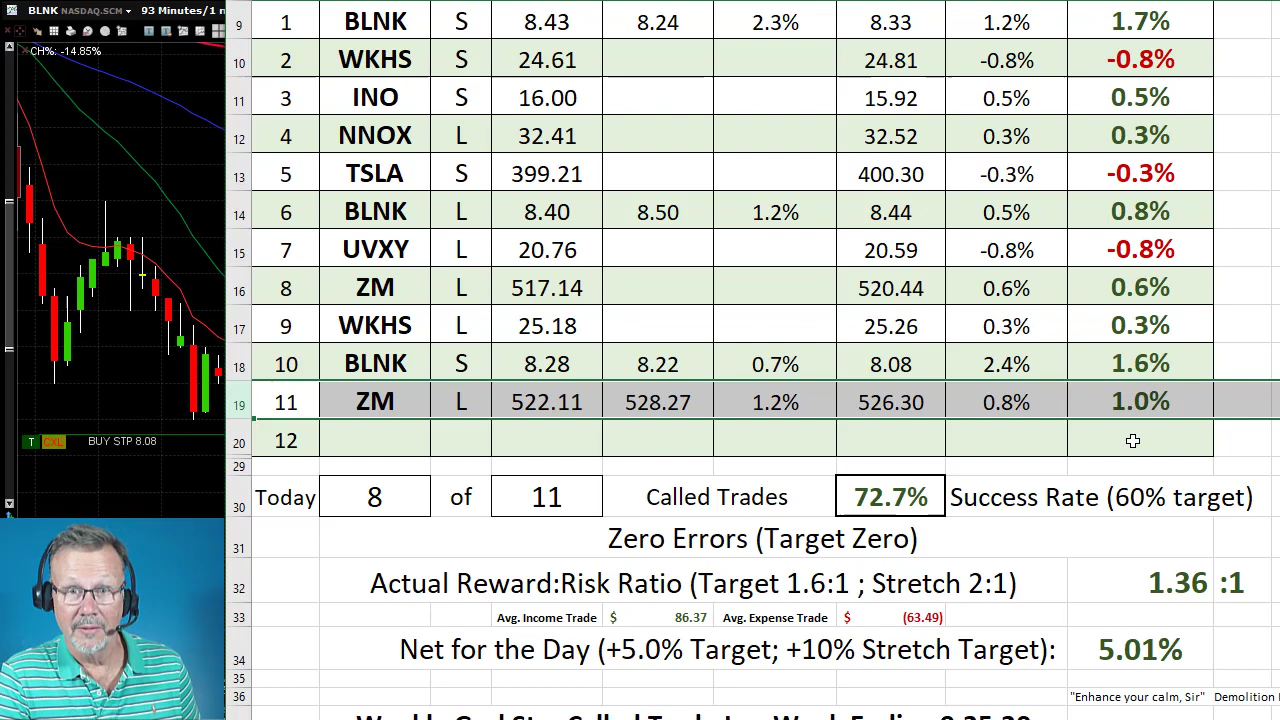 BLNK NASDAQ.SCM 93 Minutes/1
CH%: -14.85%
T CXL BUY STP 8.08
9 1 BLNK S 8.43 8.24 2.3% 8.33 1.2% 1.7%
10 2 WKHS S 24.61 24.81 -0.8% -0.8%
11 3 INO S 16.00 15.92 0.5% 0.5%
12 4 NNOX L 32.41 32.52 0.3% 0.3%
13 5 TSLA S 399.21 400.30 -0.3% -0.3%
14 6 BLNK L 8.40 8.50 1.2% 8.44 0.5% 0.8%
15 7 UVXY L 20.76 20.59 -0.8% -0.8%
16 8 ZM L 517.14 520.44 0.6% 0.6%
17 9 WKHS L 25.18 25.26 0.3% 0.3%
18 10 BLNK S 8.28 8.22 0.7% 8.08 2.4% 1.6%
19 11 ZM L 522.11 528.27 1.2% 526.30 0.8% 1.0%
20 12
29
30 Today 8 of 11 Called Trades 72.7% Success Rate (60% target)
31 Zero Errors (Target Zero)
32 Actual Reward:Risk Ratio (Target 1.6:1 ; Stretch 2:1) 1.36 :1
33 Avg. Income Trade $ 86.37 Avg. Expense Trade $ (63.49)
34 Net for the Day (+5.0% Target; +10% Stretch Target): 5.01%
35
36 "Enhance your calm, Sir" Demolition